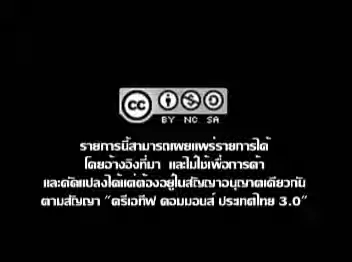 cc
BY NC SA
รายการนี้สามารถเผยแพร่รายการได้
โดยอ้างอิงที่มา และไม่ใช้เพื่อการค้า
และดัดแปลงได้แต่ต้องอยู่ในสัญญาอนุญาตเดียวกัน
ตามสัญญา "ครีเอทีฟ คอมมอนส์ ประเทศไทย 3.0"